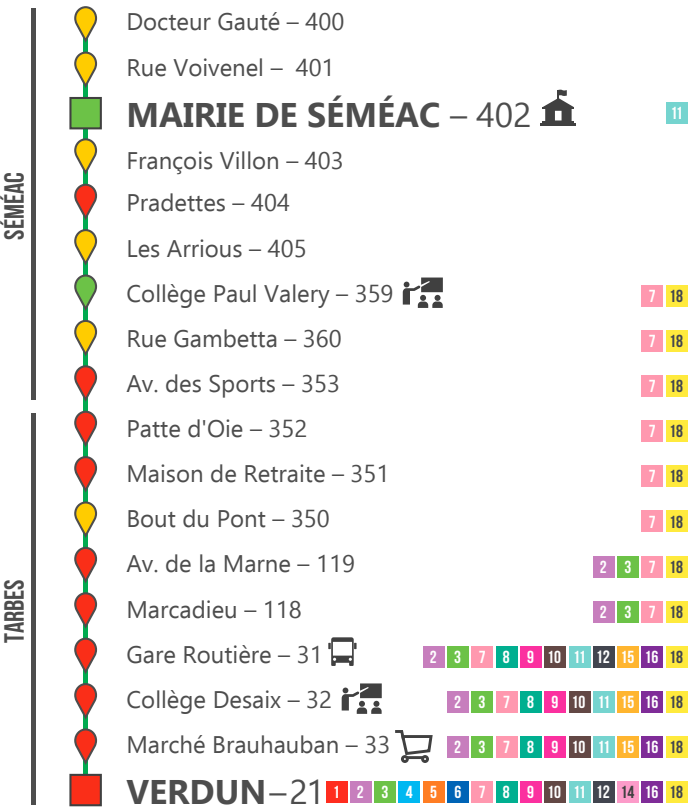 Docteur Gauté – 400
Rue Voivenel – 401
MAIRIE DE SÉMÉAC – 402 11
François Villon – 403
Pradettes – 404
Les Arrious – 405
Collège Paul Valery – 359 7 18
Rue Gambetta – 360 7 18
Av. des Sports – 353 7 18
SÉMÉAC
Patte d'Oie – 352 7 18
Maison de Retraite – 351 7 18
Bout du Pont – 350 7 18
Av. de la Marne – 119 2 3 7 18
Marcadieu – 118 2 3 7 18
Gare Routière – 31 2 3 7 8 9 10 11 12 15 16 18
Collège Desaix – 32 2 3 7 8 9 10 11 15 16 18
Marché Brauhauban – 33 2 3 7 8 9 10 11 15 16 18
VERDUN – 21 1 2 3 4 5 6 7 8 9 10 11 12 14 16 18
TARBES